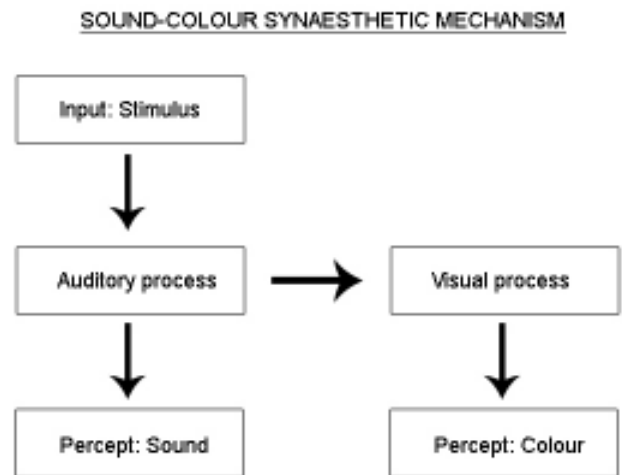 SOUND-COLOUR SYNAESTHETIC MECHANISM
Input: Stimulus
Auditory process
Visual process
Percept: Sound
Percept: Colour